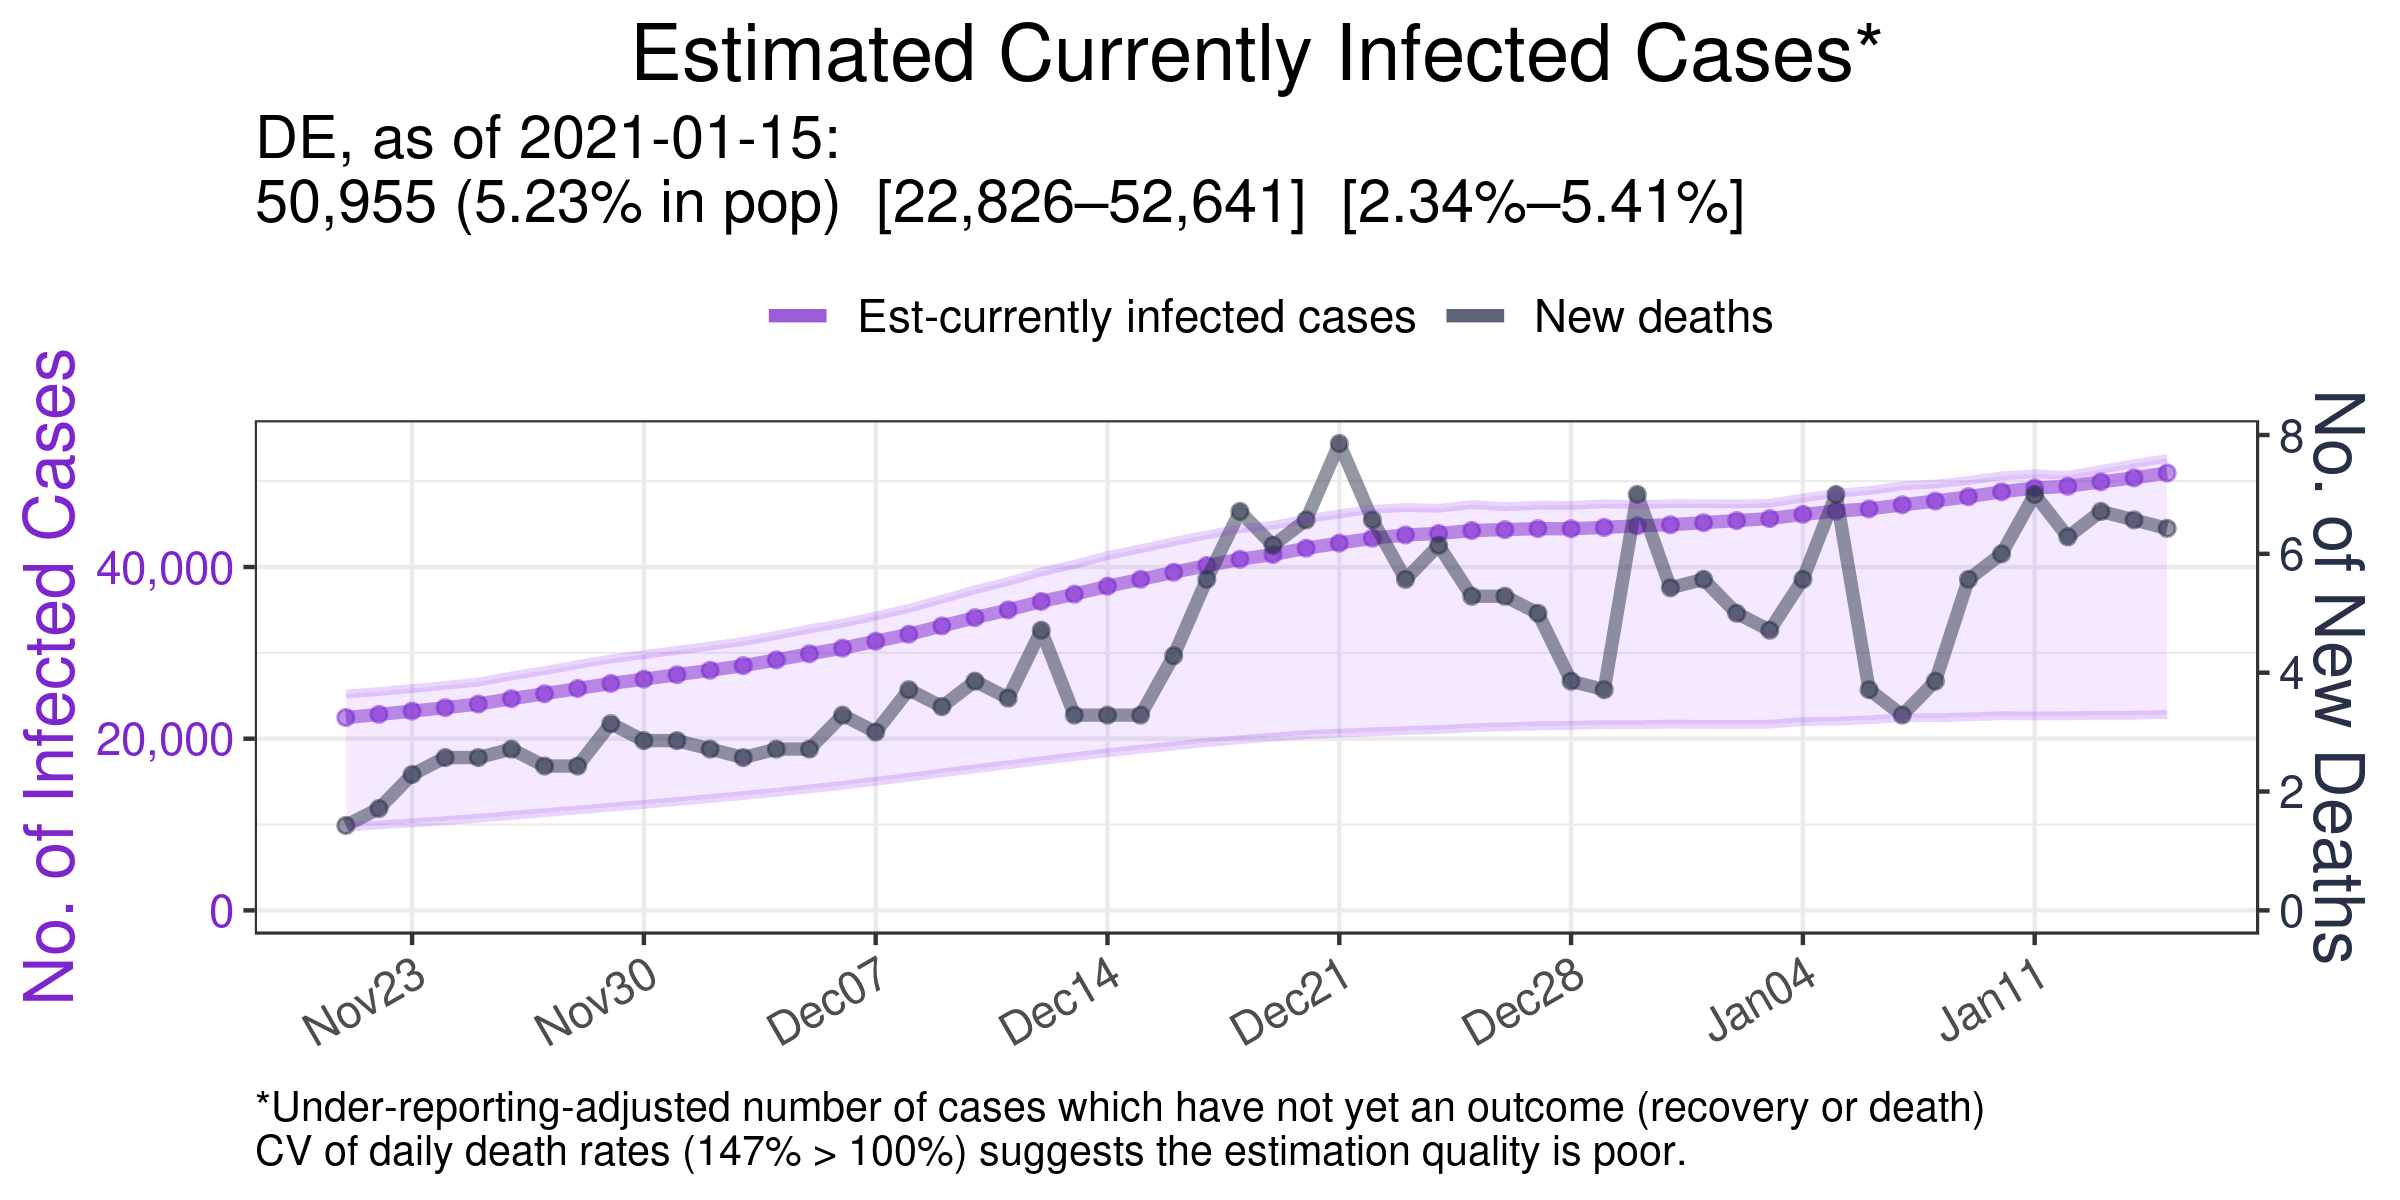 Estimated Currently Infected Cases*
DE, as of 2021-01-15:
50,955 (5.23% in pop)  [22,826–52,641]  [2.34%–5.41%]
Est-currently infected cases
New deaths
No. of Infected Cases
40,000
20,000
0
8
6
4
2
0
No. of New Deaths
Nov23
Nov30
Dec07
Dec14
Dec21
Dec28
Jan04
Jan11
*Under-reporting-adjusted number of cases which have not yet an outcome (recovery or death)
CV of daily death rates (147% > 100%) suggests the estimation quality is poor.